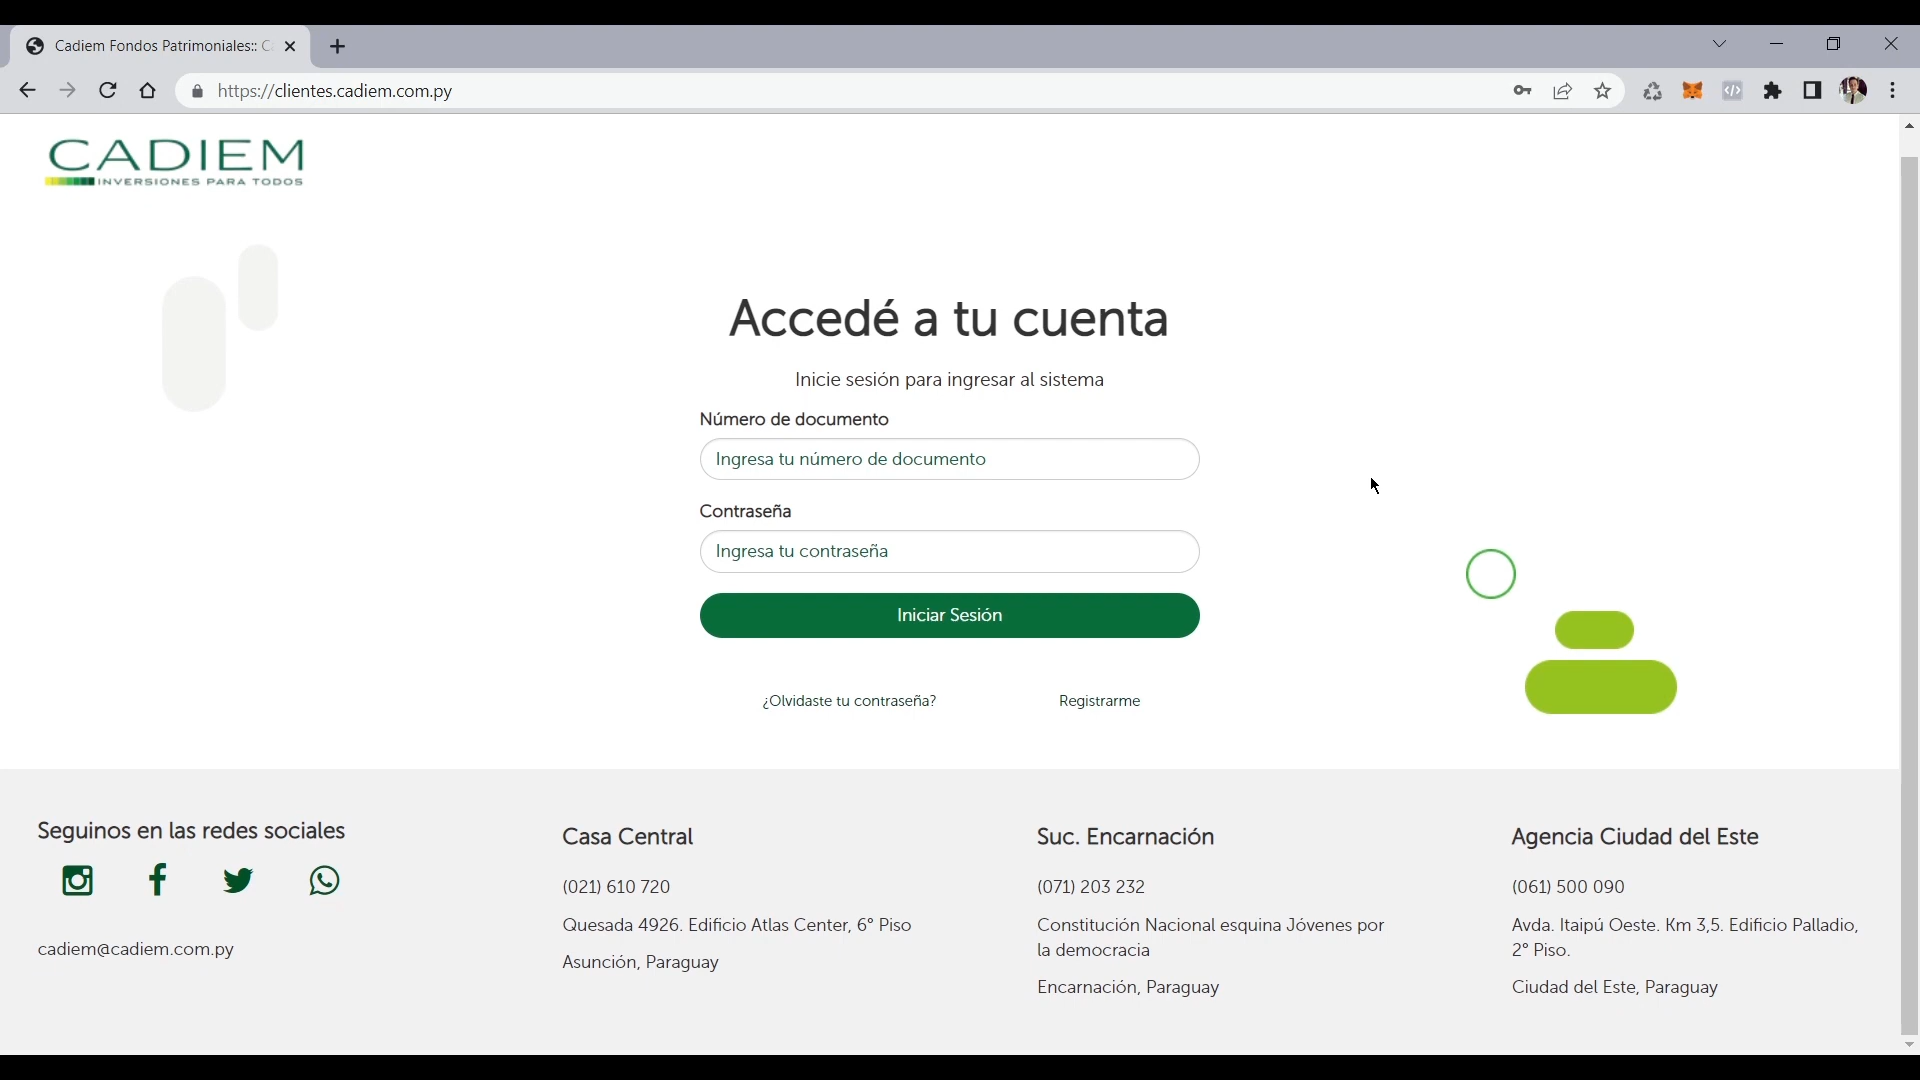 Cadiem Fondos Patrimoniales:: C
https://clientes.cadiem.com.py
CADIEM
INVERSIONES PARA TODOS
Accedé a tu cuenta
Inicie sesión para ingresar al sistema
Número de documento
Ingresa tu número de documento
Contraseña
Ingresa tu contraseña
Iniciar Sesión
¿Olvidaste tu contraseña?
Registrarme
Seguinos en las redes sociales
cadiem@cadiem.com.py
Casa Central
(021) 610 720
Quesada 4926. Edificio Atlas Center, 6° Piso
Asunción, Paraguay
Suc. Encarnación
(071) 203 232
Constitución Nacional esquina Jóvenes por
la democracia
Encarnación, Paraguay
Agencia Ciudad del Este
(061) 500 090
Avda. Itaipú Oeste. Km 3,5. Edificio Palladio,
2° Piso.
Ciudad del Este, Paraguay